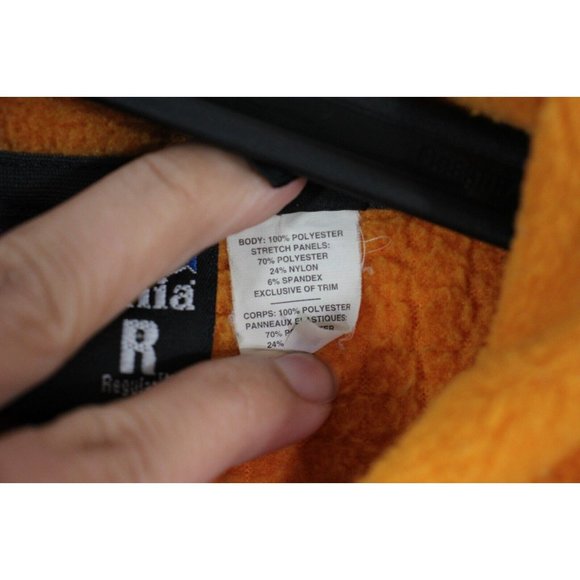 BODY: 100% POLYESTER
STRETCH PANELS:
70% POLYESTER
24% NYLON
6% SPANDEX
EXCLUSIVE OF TRIM
CORPS: 100% POLYESTER
PANNEAUX ELASTIQUES:
70%
24%
nia
R